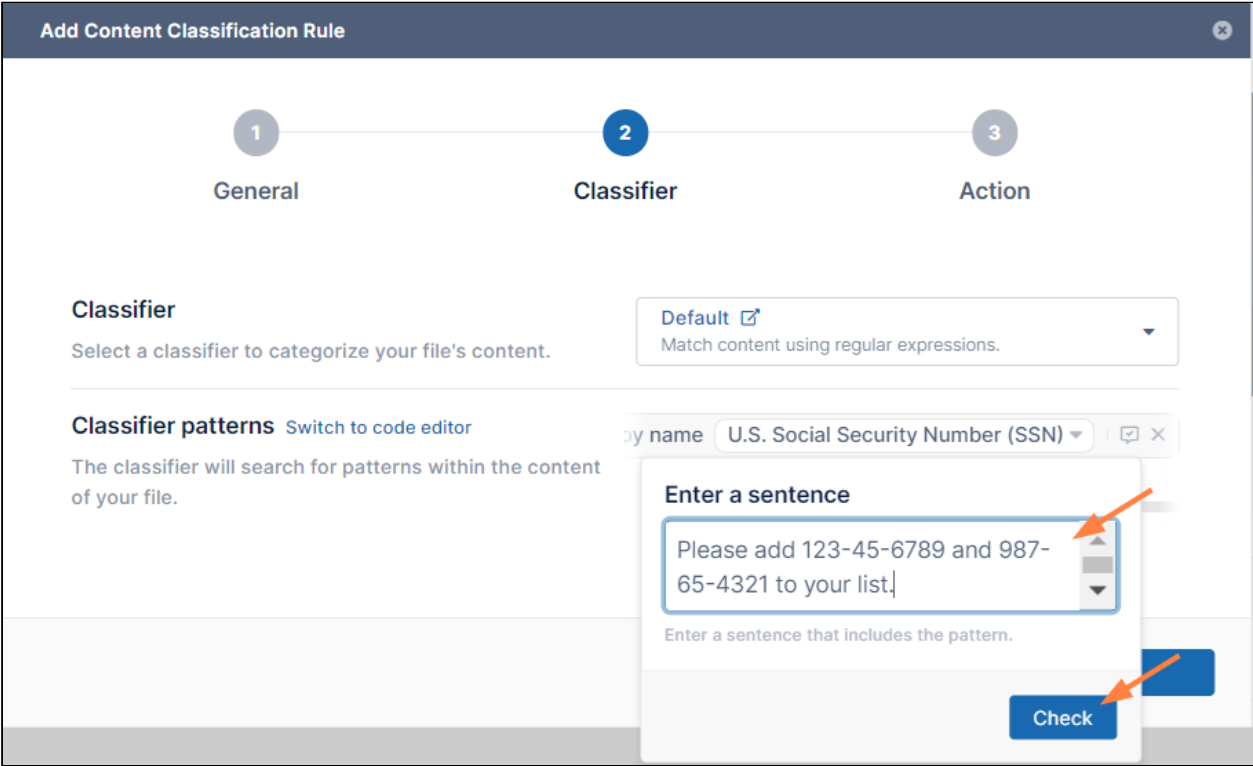 Add Content Classification Rule
1
2
3
General
Classifier
Action
Classifier
Select a classifier to categorize your file's content.
Default
Match content using regular expressions.
Classifier patterns Switch to code editor
The classifier will search for patterns within the content
of your file.
by name U.S. Social Security Number (SSN)
Enter a sentence
Please add 123-45-6789 and 987-
65-4321 to your list.
Enter a sentence that includes the pattern.
Check